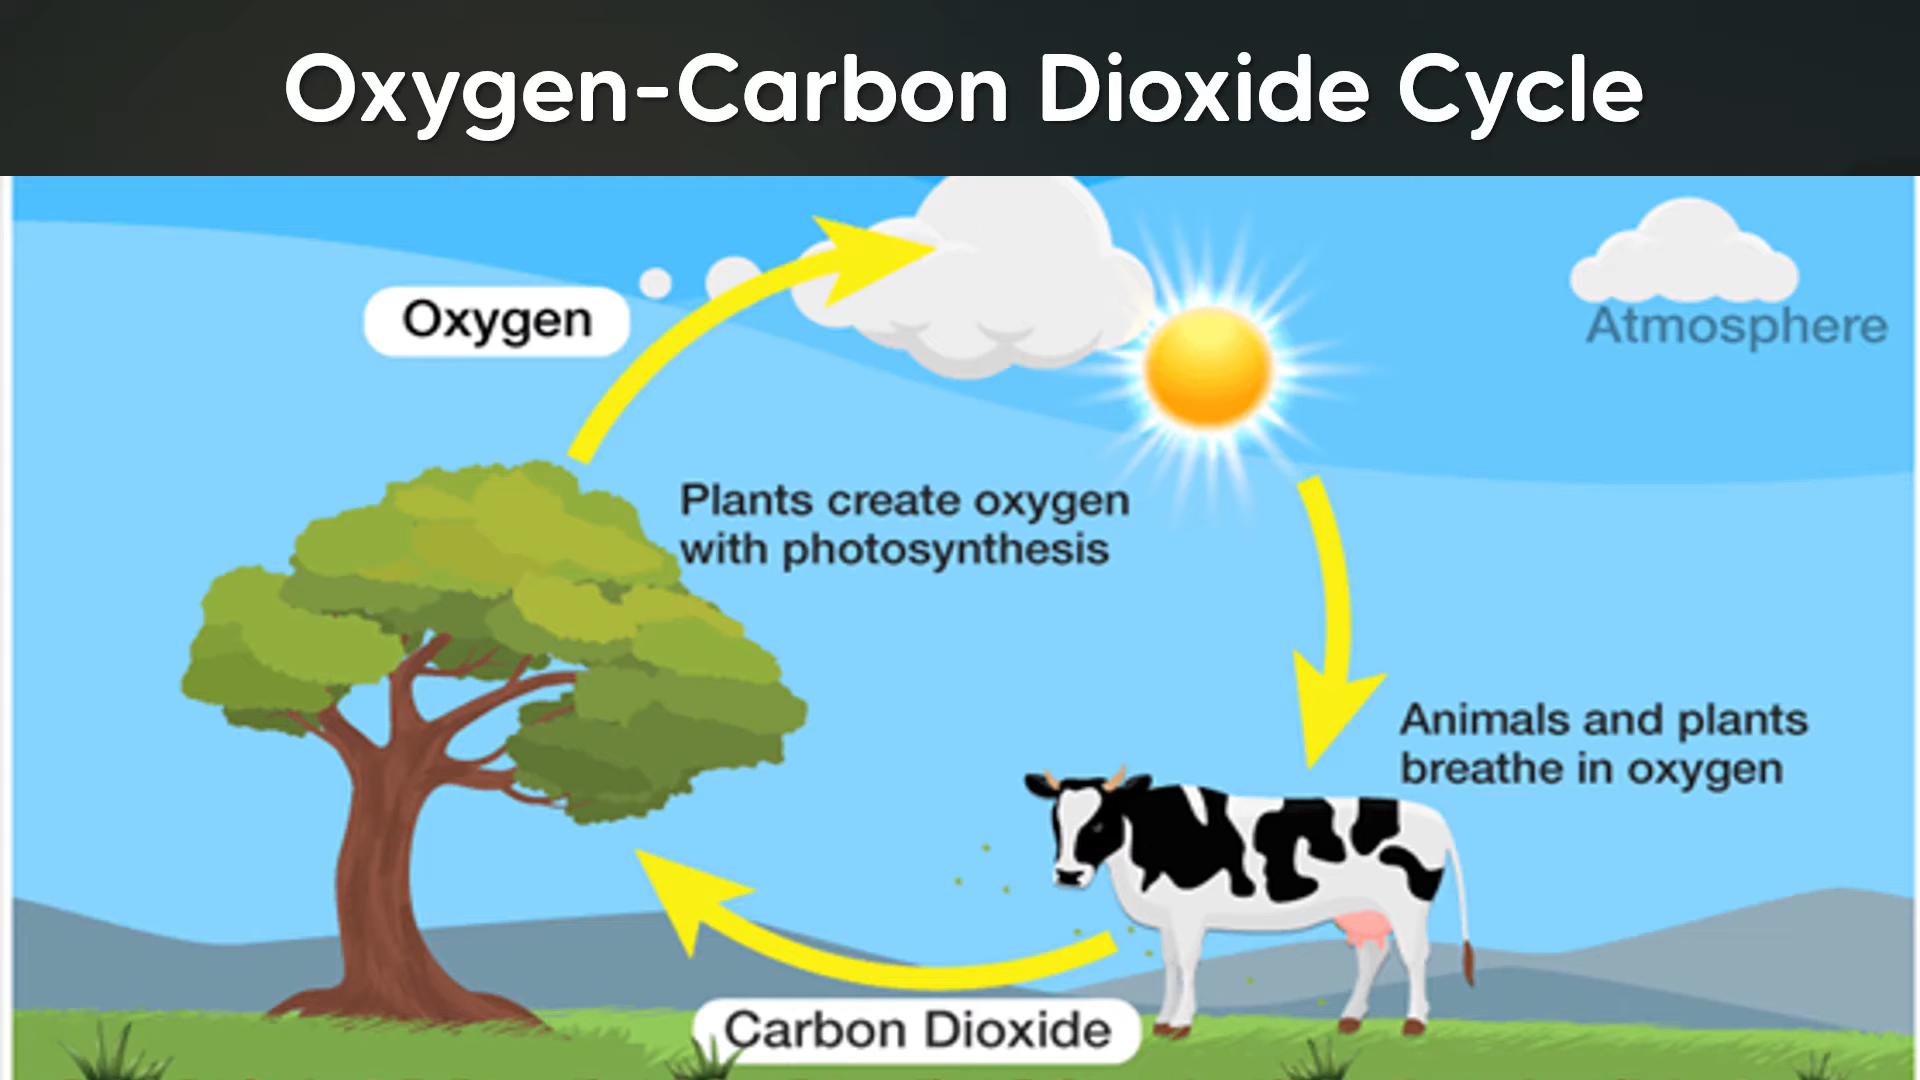 Oxygen-Carbon Dioxide Cycle
Oxygen
Atmosphere
Plants create oxygen
with photosynthesis
Animals and plants
breathe in oxygen
Carbon Dioxide